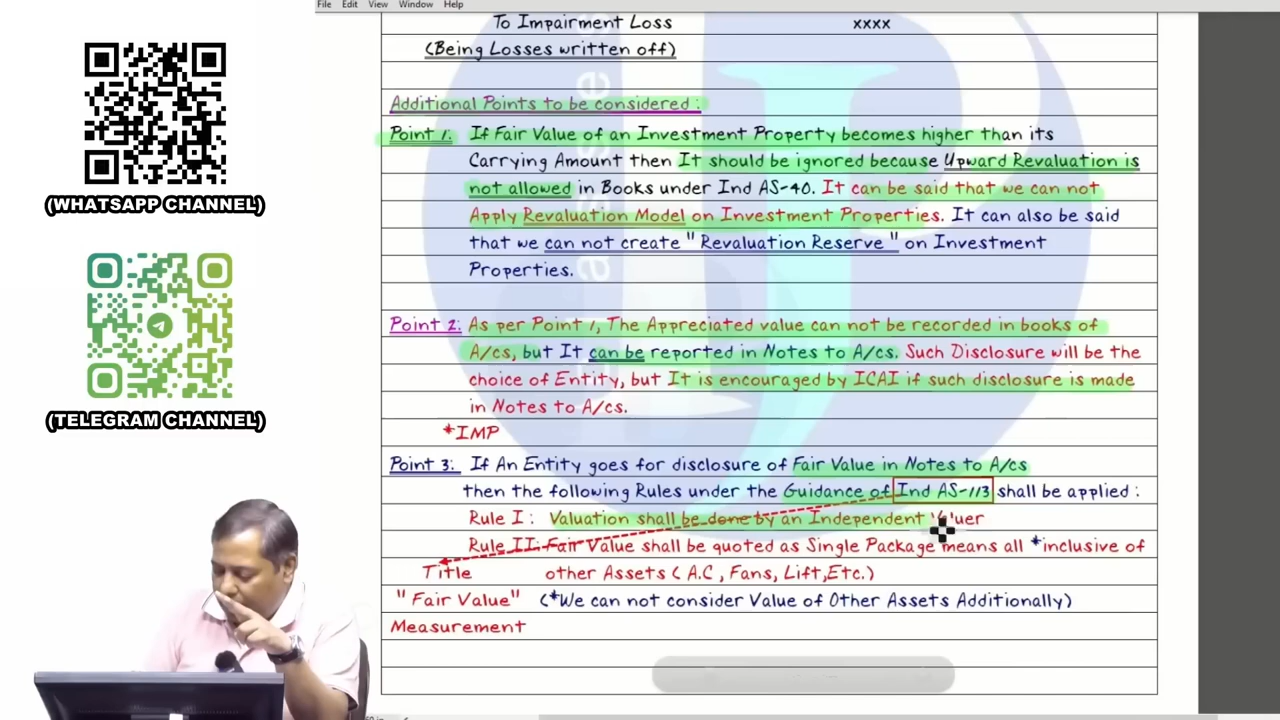 File Edit View Window Help
To Impairment Loss xxxx
(Being Losses written off)
Additional Points to be considered :
Point 1: If Fair Value of an Investment Property becomes higher than its
Carrying Amount then It should be ignored because Upward Revaluation is
not allowed in Books under Ind AS-40. It can be said that we can not
Apply Revaluation Model on Investment Properties. It can also be said
that we can not create " Revaluation Reserve " on Investment
Properties.
Point 2: As per Point 1, The Appreciated value can not be recorded in books of
A/cs, but It can be reported in Notes to A/cs. Such Disclosure will be the
choice of Entity, but It is encouraged by ICAI if such disclosure is made
in Notes to A/cs.
*IMP
Point 3: If An Entity goes for disclosure of Fair Value in Notes to A/cs
then the following Rules under the Guidance of Ind AS-113 shall be applied :
Rule I : Valuation shall be done by an Independent
Rule II: Fair Value shall be quoted as Single Package means all *inclusive of
Title other Assets ( A.C , Fans, Lift,Etc.)
" Fair Value" (*We can not consider Value of Other Assets Additionally)
Measurement
(WHATSAPP CHANNEL)
(TELEGRAM CHANNEL)